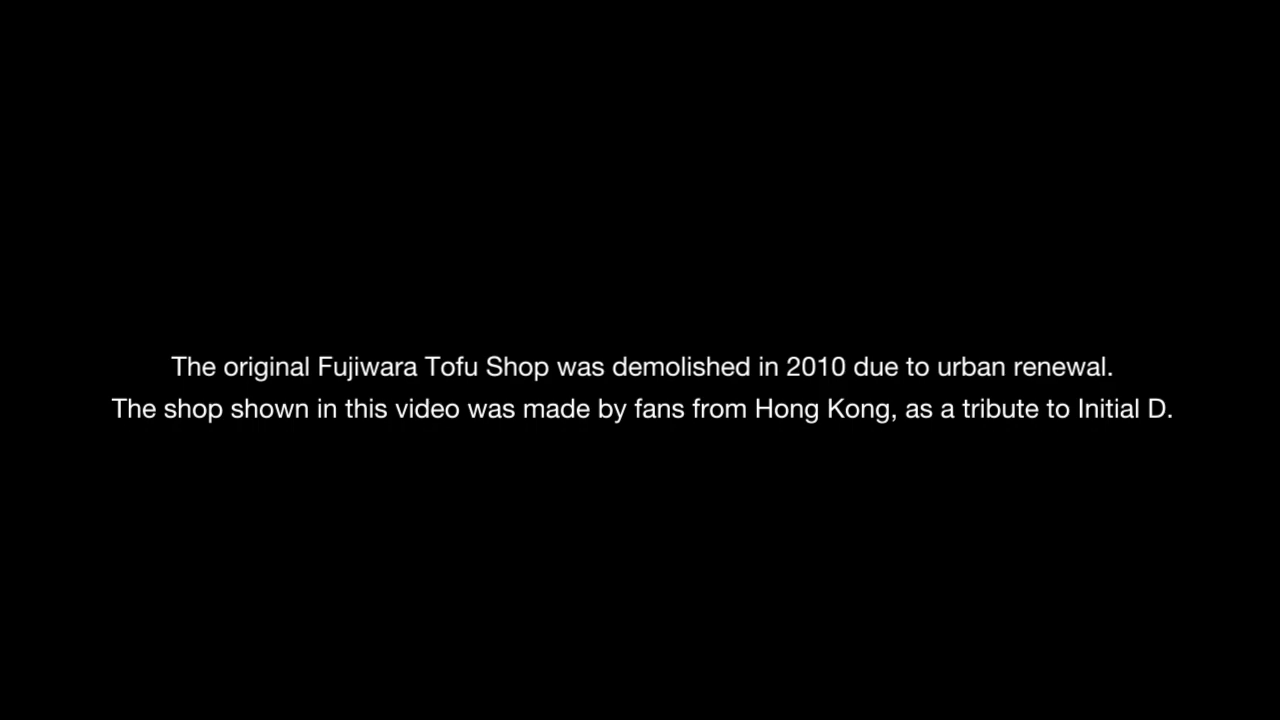 The original Fujiwara Tofu Shop was demolished in 2010 due to urban renewal.
The shop shown in this video was made by fans from Hong Kong, as a tribute to Initial D.